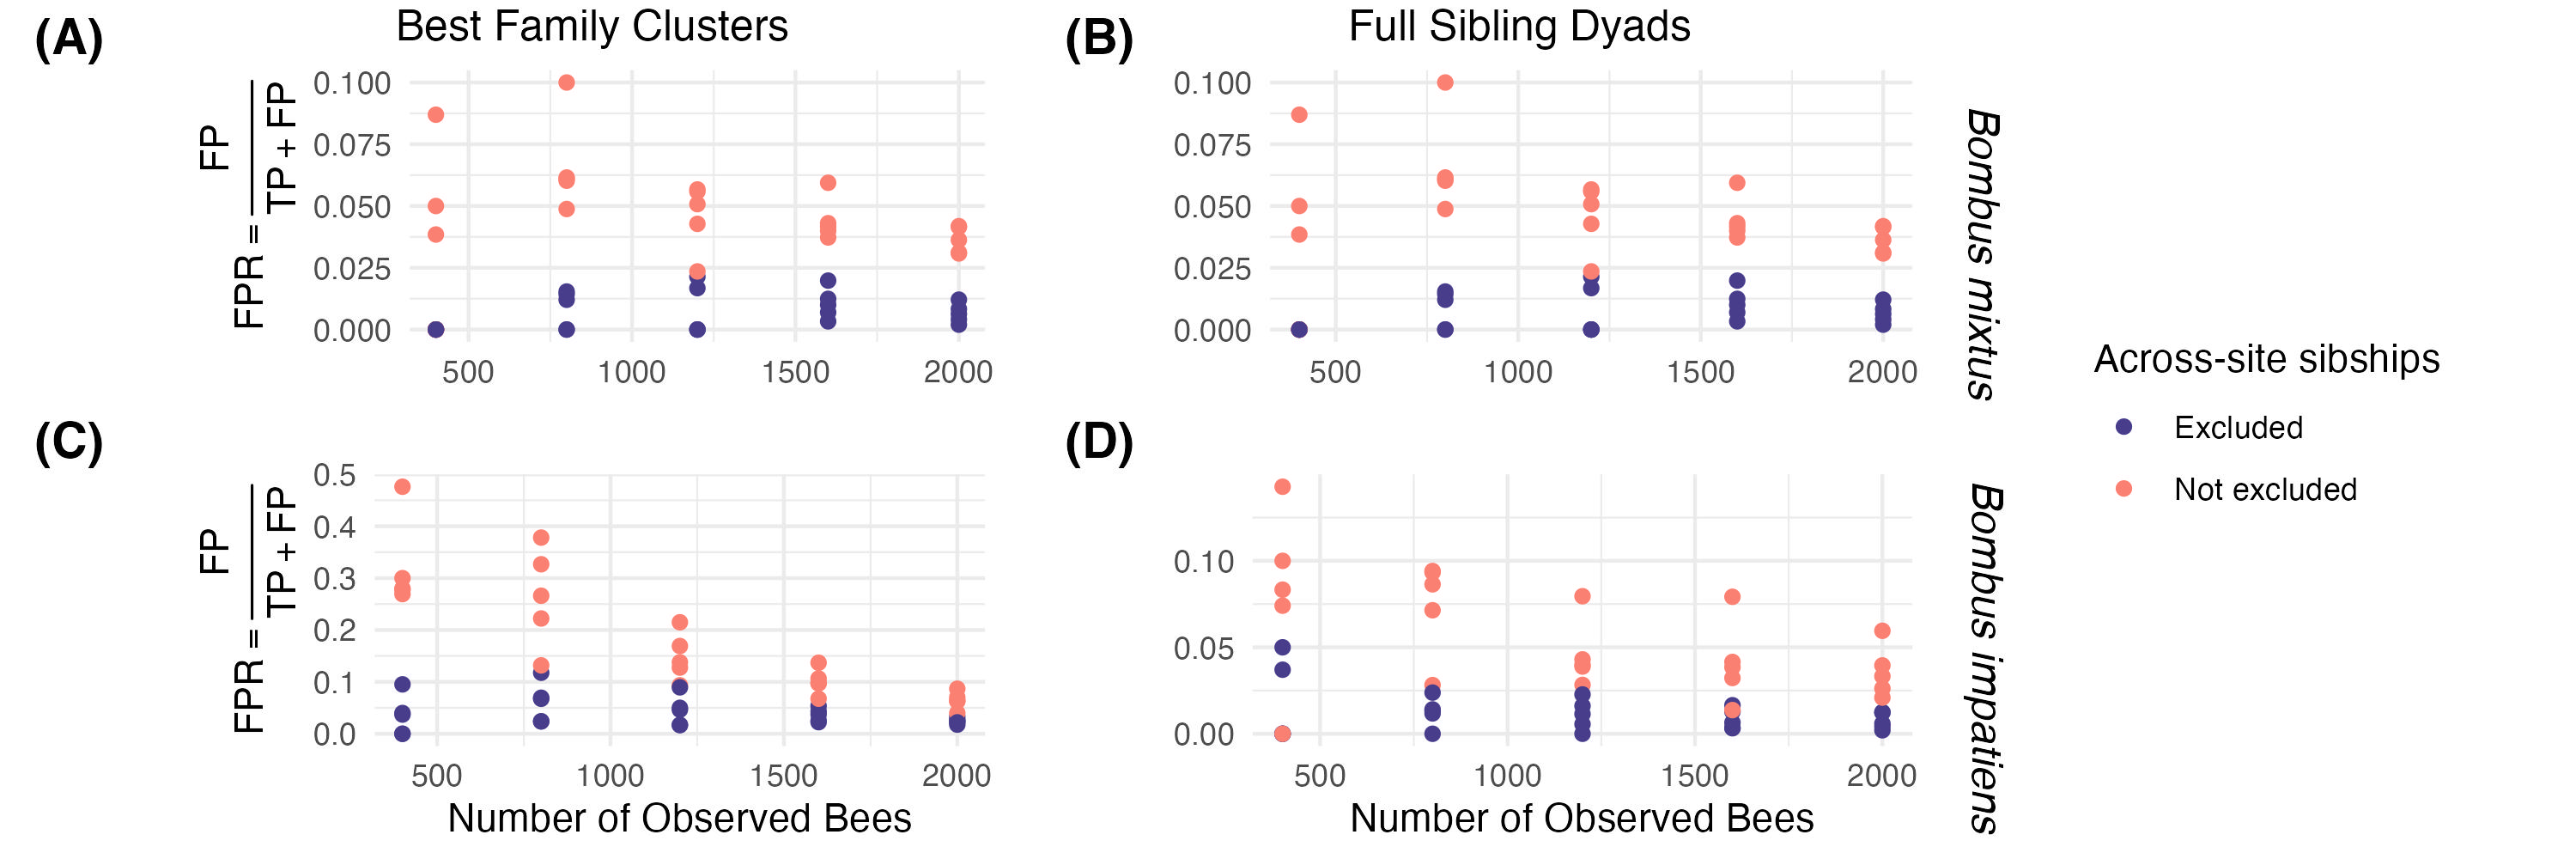 (A)
Best Family Clusters
FPR = FP / TP + FP
0.100
0.075
0.050
0.025
0.000
500 1000 1500 2000
(B)
Full Sibling Dyads
0.100
0.075
0.050
0.025
0.000
500 1000 1500 2000
Bombus mixtus
(C)
FPR = FP / TP + FP
0.5
0.4
0.3
0.2
0.1
0.0
500 1000 1500 2000
Number of Observed Bees
(D)
0.10
0.05
0.00
500 1000 1500 2000
Number of Observed Bees
Bombus impatiens
Across-site sibships
Excluded
Not excluded